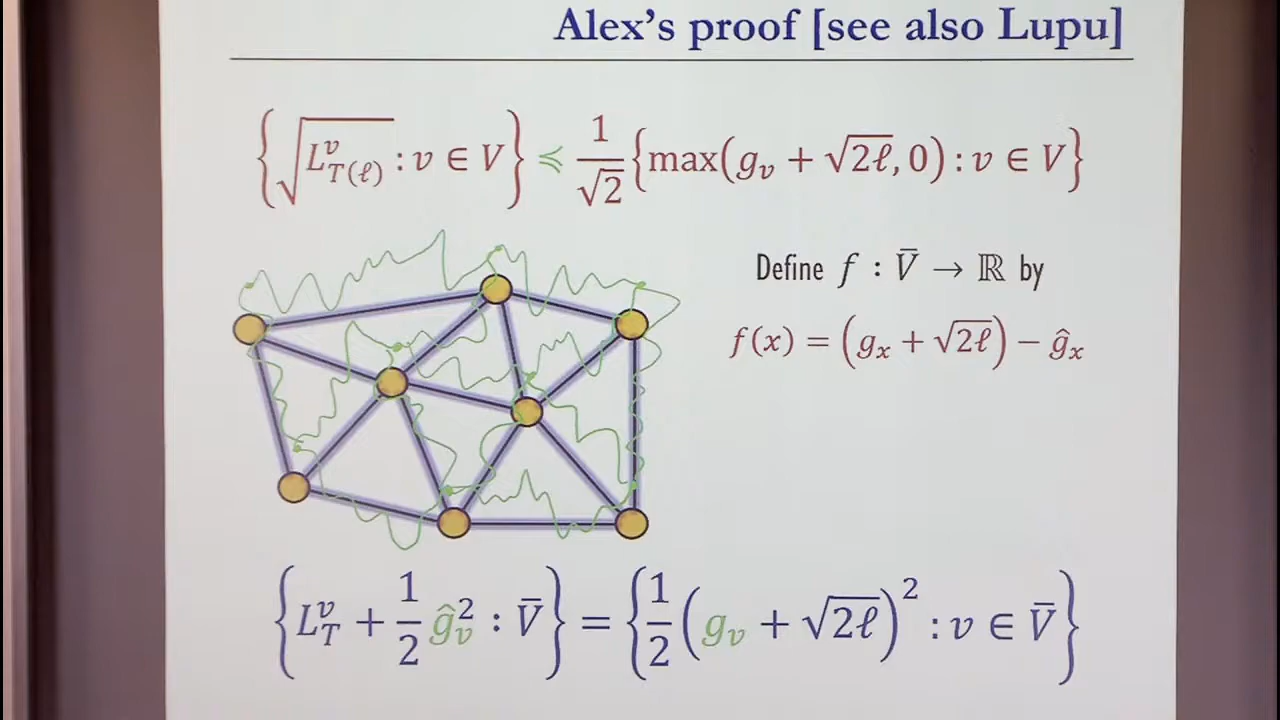 Alex's proof [see also Lupu]
{√L^v_{T(ℓ)} : v ∈ V} ≼ 1/√2 {max(g_v + √2ℓ, 0) : v ∈ V}
Define f : V̄ → ℝ by
f(x) = (g_x + √2ℓ) − ĝ_x
{L^v_T + 1/2 ĝ_v^2 : V̄} = {1/2 (g_v + √2ℓ)^2 : v ∈ V̄}